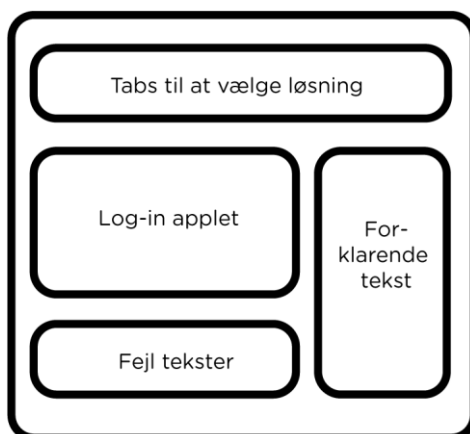 Tabs til at vælge løsning
Log-in applet
For-
klarende
tekst
Fejl tekster